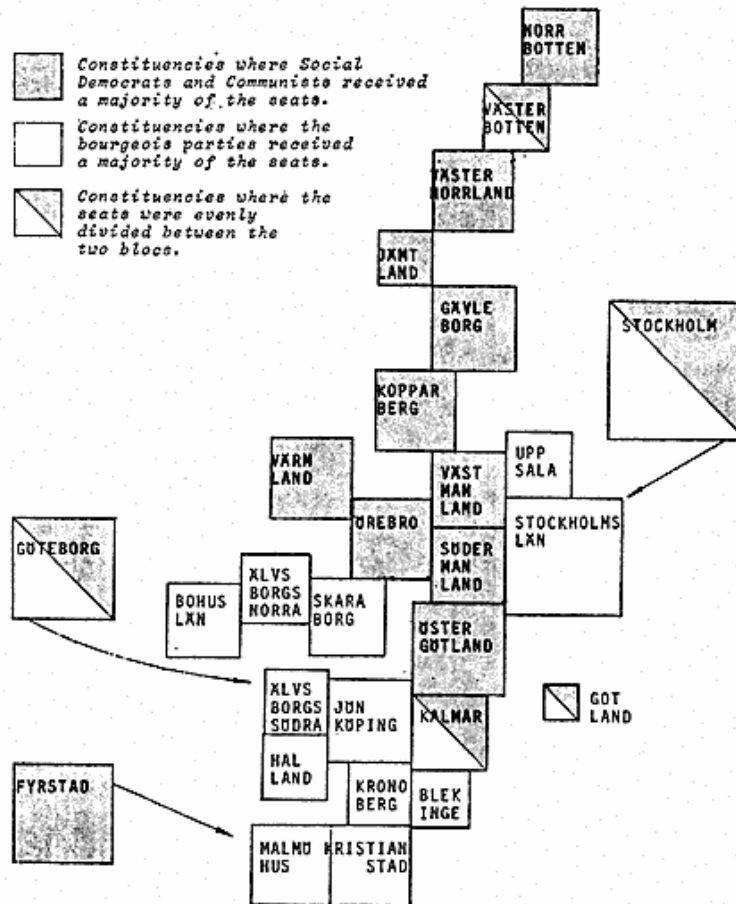 Constituencies where Social
Democrats and Communists received
a majority of the seats.
Constituencies where the
bourgeois parties received
a majority of the seats.
Constituencies where the
seats were evenly
divided between the
two blocs.
NORR
BOTTEN
VÄSTER
BOTTEN
VÄSTER
NORRLAND
JÄMT
LAND
GÄVLE
BORG
STOCKHOLM
KOPPAR
BERG
UPP
SALA
VÄRM
LAND
VÄST
MAN
LAND
ÖREBRO
STOCKHOLMS
LÄN
GÖTEBORG
SÖDER
MAN
LAND
ÄLVS
BORGS
NORRA
BOHUS
LÄN
SKARA
BORG
ÖSTER
GÖTLAND
ÄLVS
BORGS
SÖDRA
JÖN
KÖPING
KALMAR
GOT
LAND
HAL
LAND
FYRSTAD
KRONO
BERG
BLEK
INGE
MALMÖ
HUS
KRISTIAN
STAD